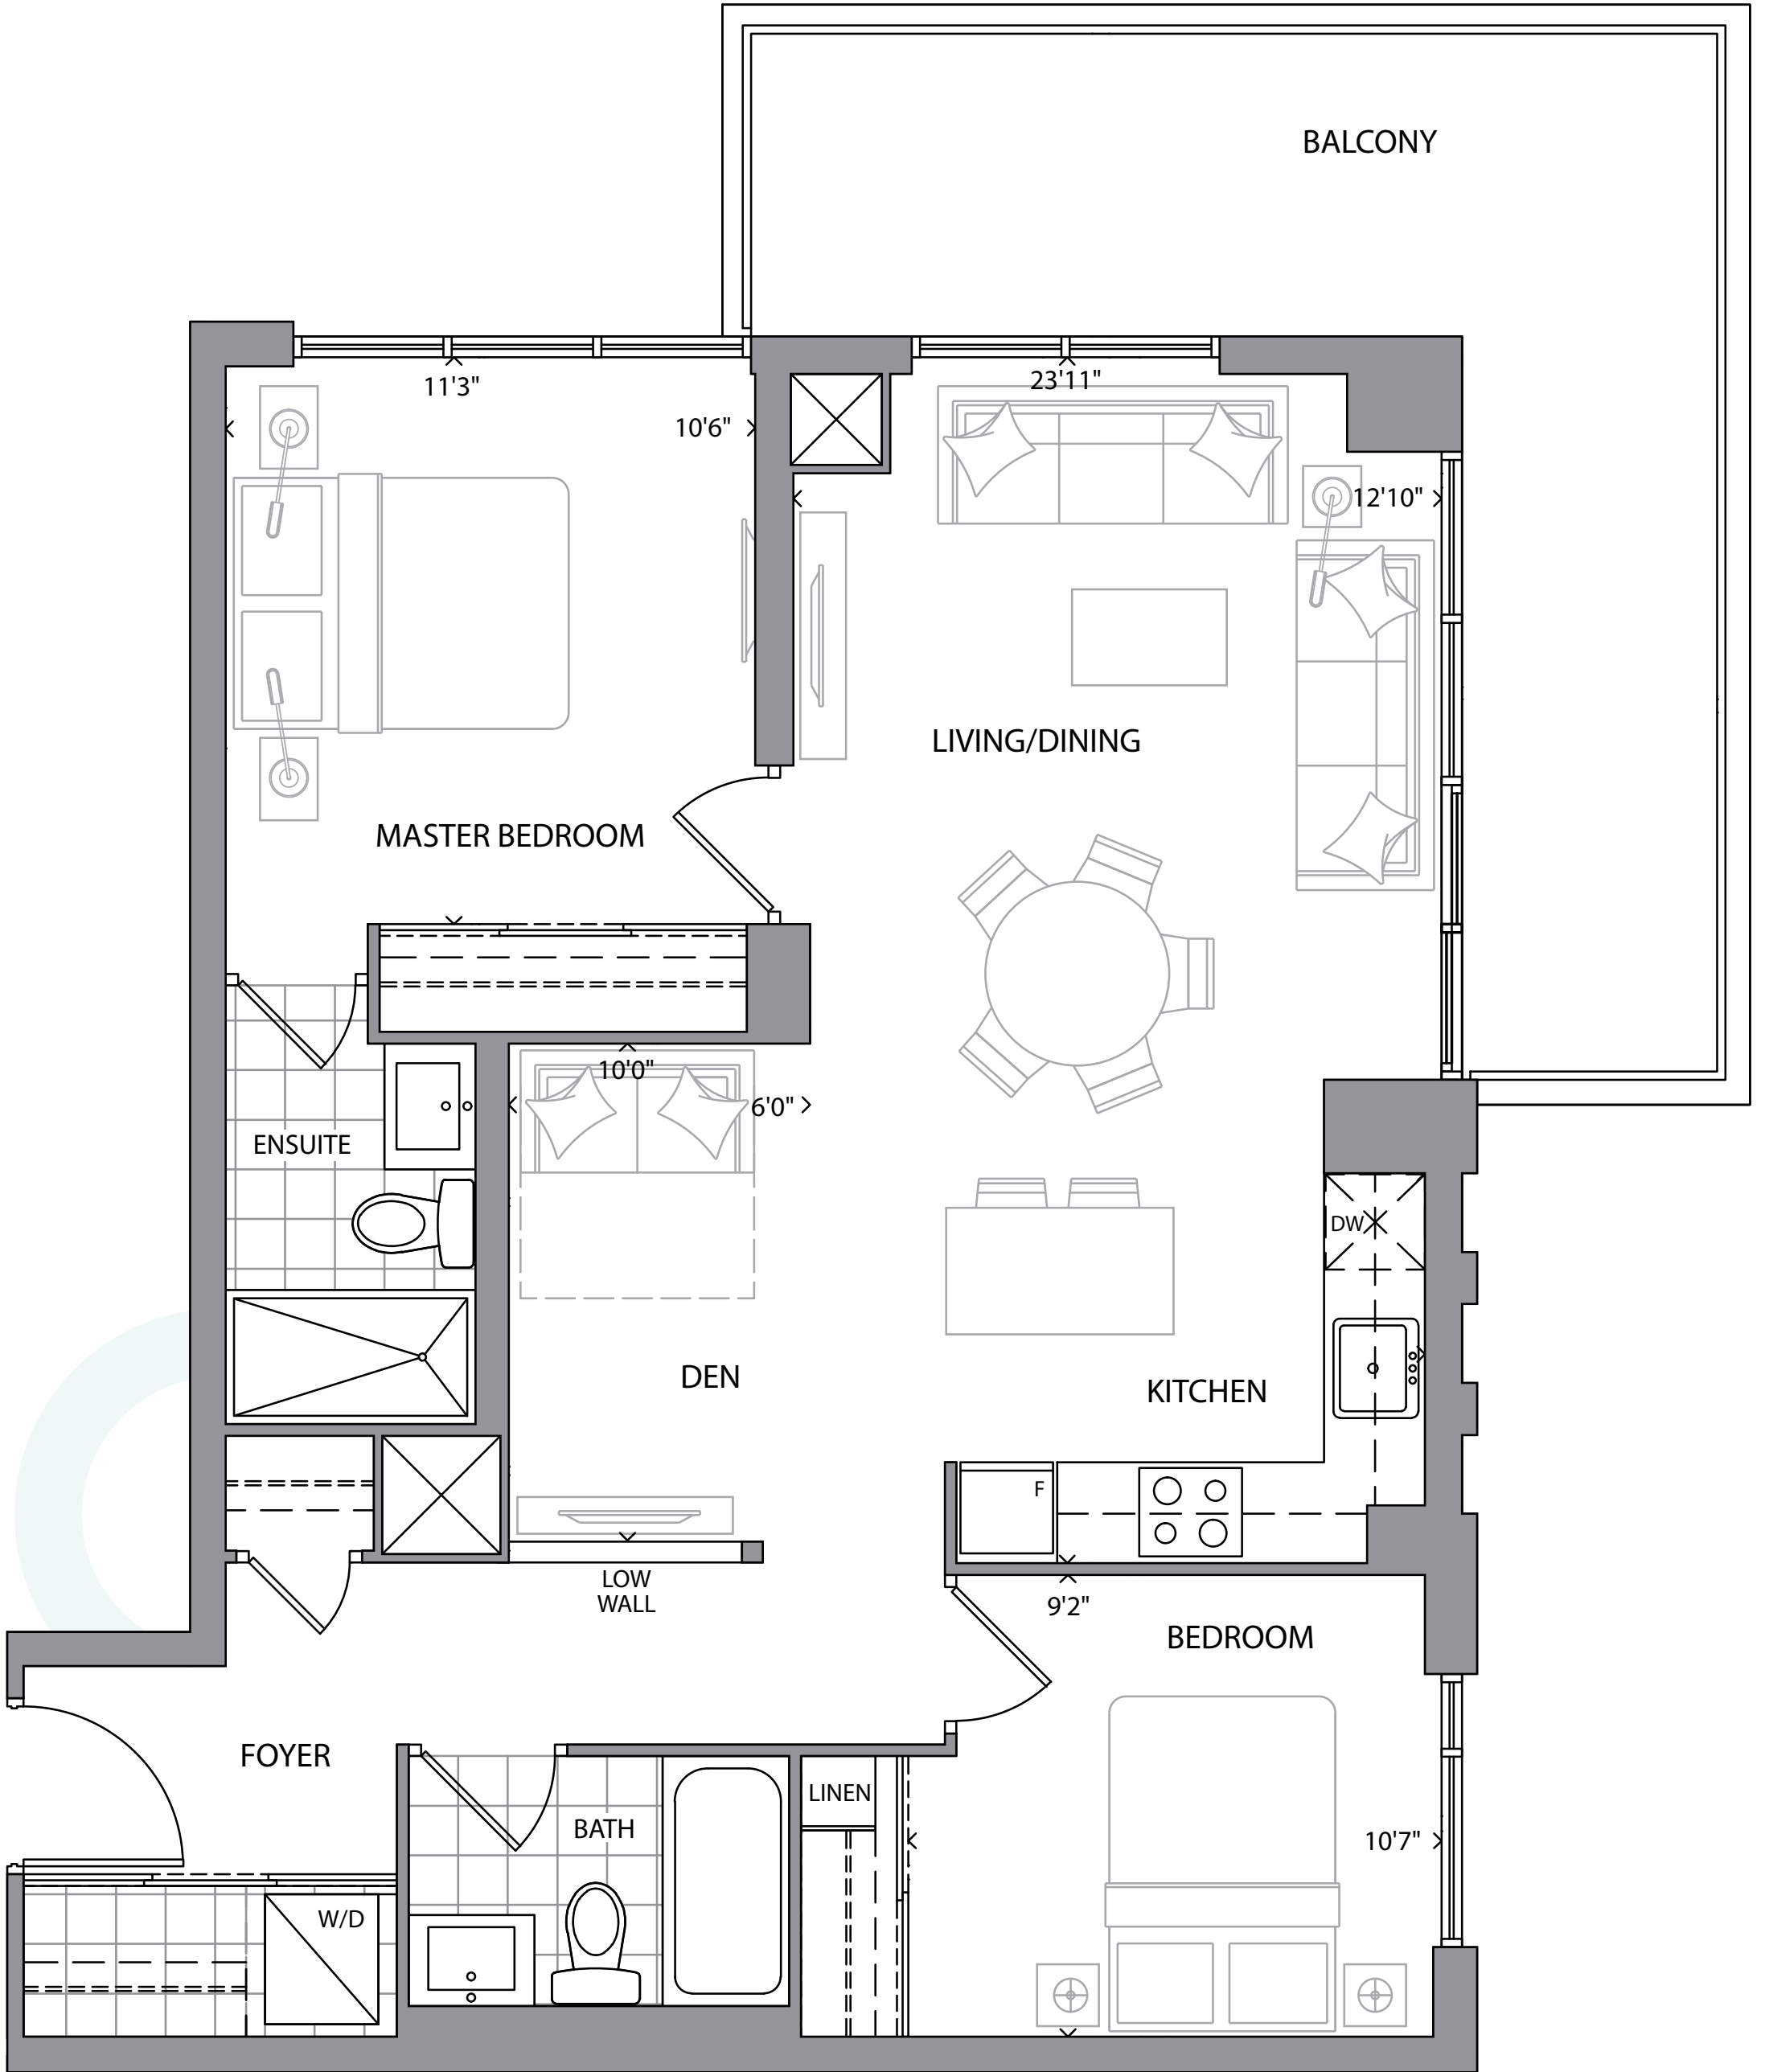 BALCONY
11'3"
23'11"
10'6"
12'10"
LIVING/DINING
MASTER BEDROOM
10'0"
6'0"
ENSUITE
DW
DEN
KITCHEN
F
LOW
WALL
9'2"
BEDROOM
FOYER
LINEN
BATH
10'7"
W/D